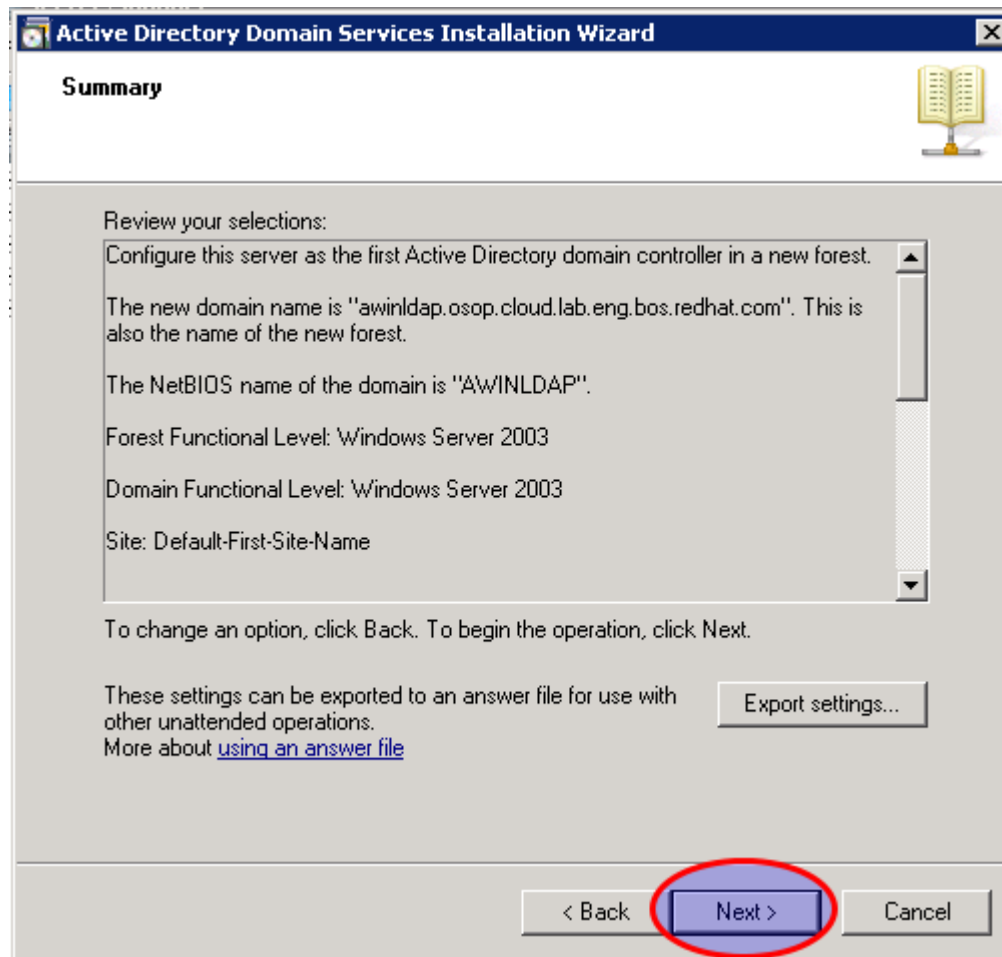 Active Directory Domain Services Installation Wizard
Summary
Review your selections:
Configure this server as the first Active Directory domain controller in a new forest.
The new domain name is "awinldap.osop.cloud.lab.eng.bos.redhat.com". This is
also the name of the new forest.
The NetBIOS name of the domain is "AWINLDAP".
Forest Functional Level: Windows Server 2003
Domain Functional Level: Windows Server 2003
Site: Default-First-Site-Name
To change an option, click Back. To begin the operation, click Next.
These settings can be exported to an answer file for use with
other unattended operations.
More about using an answer file
Export settings...
< Back
Next >
Cancel